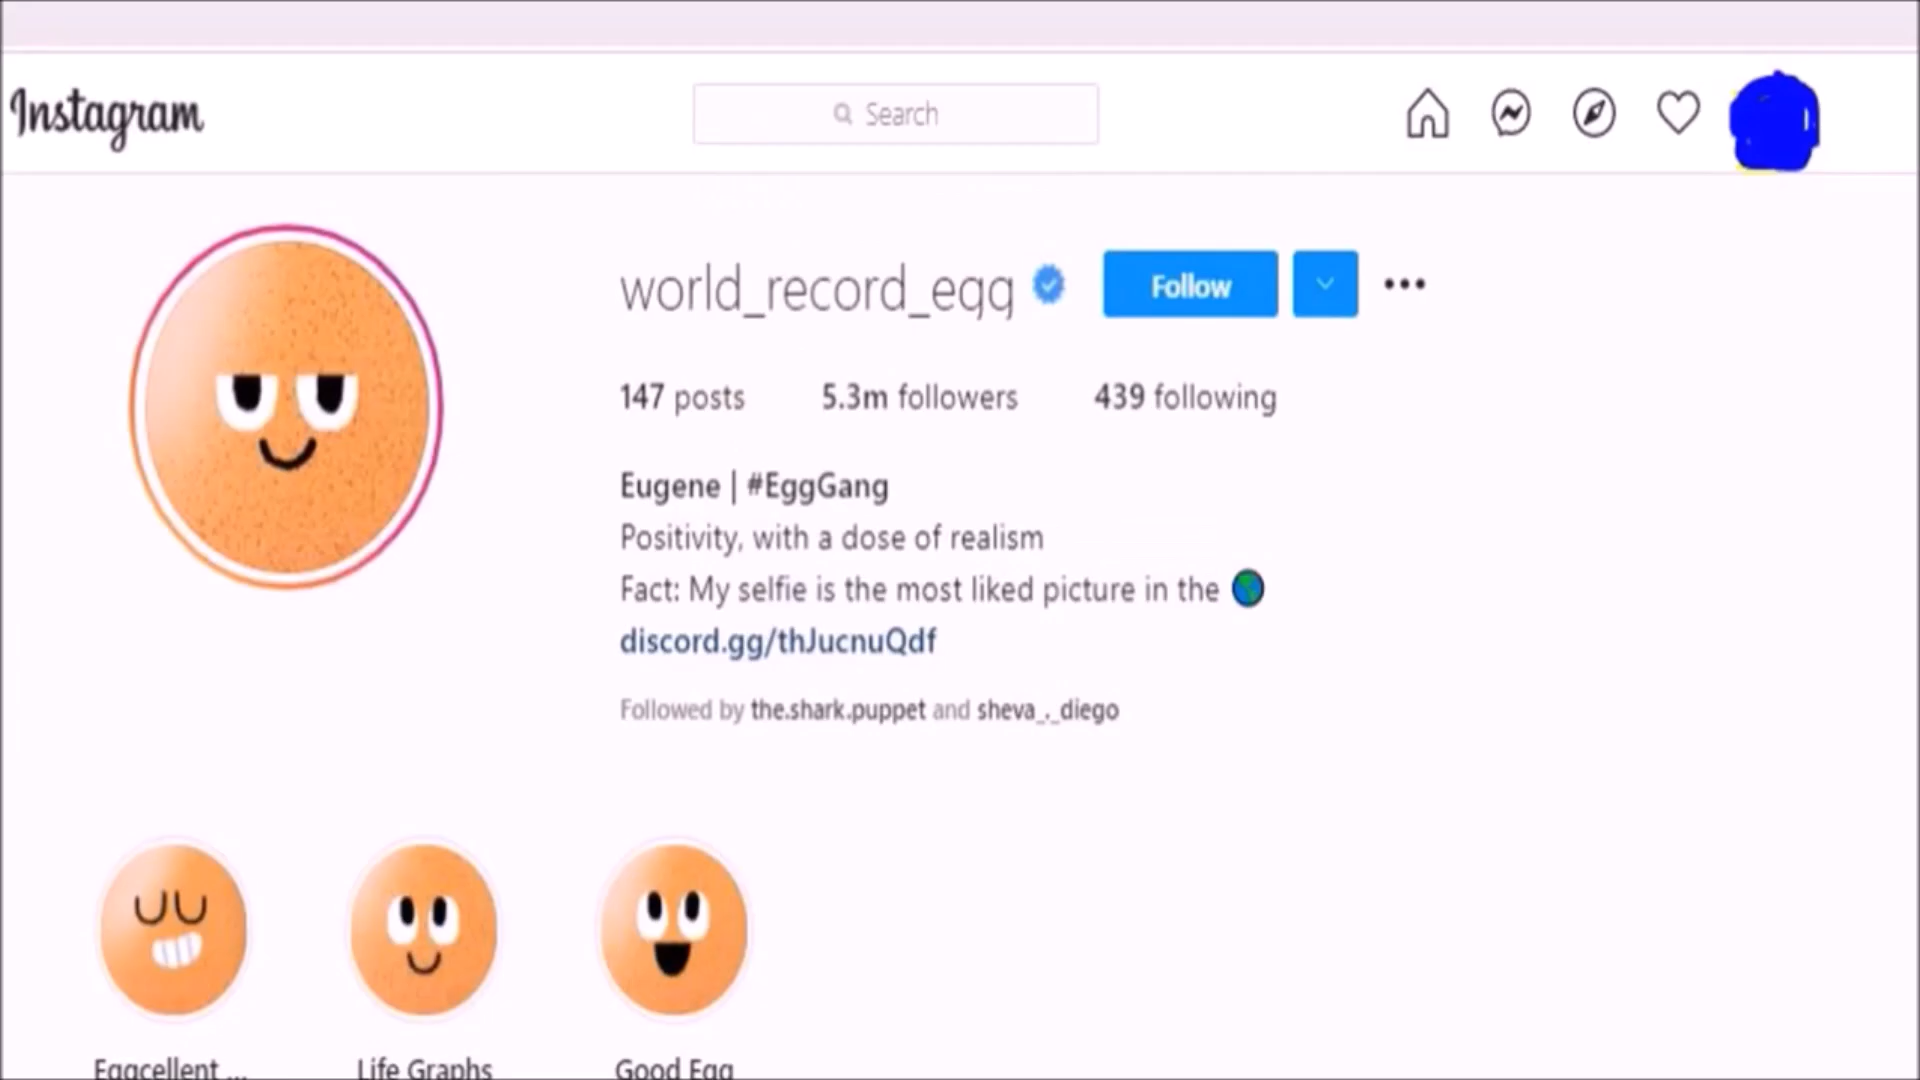 Instagram
Search
world_record_egg
Follow
147 posts 5.3m followers 439 following
Eugene | #EggGang
Positivity, with a dose of realism
Fact: My selfie is the most liked picture in the 🌍
discord.gg/thJucnuQdf
Followed by the.shark.puppet and sheva_._diego
Eggcellent ... Life Graphs Good Egg